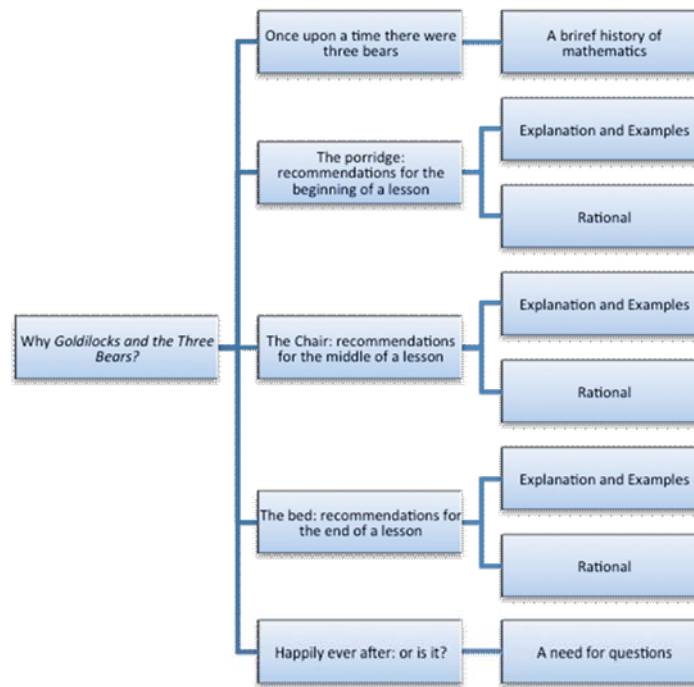 Once upon a time there were
three bears
A briref history of
mathematics
Explanation and Examples
The porridge:
recommendations for the
beginning of a lesson
Rational
Explanation and Examples
Why Goldilocks and the Three
Bears?
The Chair: recommendations
for the middle of a lesson
Rational
Explanation and Examples
The bed: recommendations for
the end of a lesson
Rational
Happily ever after: or is it?
A need for questions